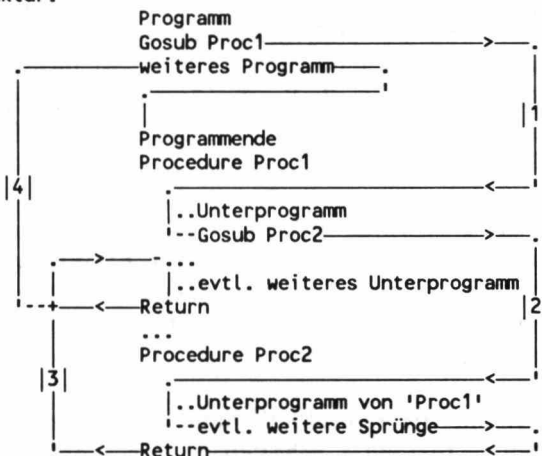 Programm
Gosub Proc1
weiteres Programm
|1
Programmende
Procedure Proc1
|4|
..Unterprogramm
Gosub Proc2
...
..evtl. weiteres Unterprogramm
Return
|2
...
Procedure Proc2
|3|
..Unterprogramm von 'Proc1'
evtl. weitere Sprünge
Return